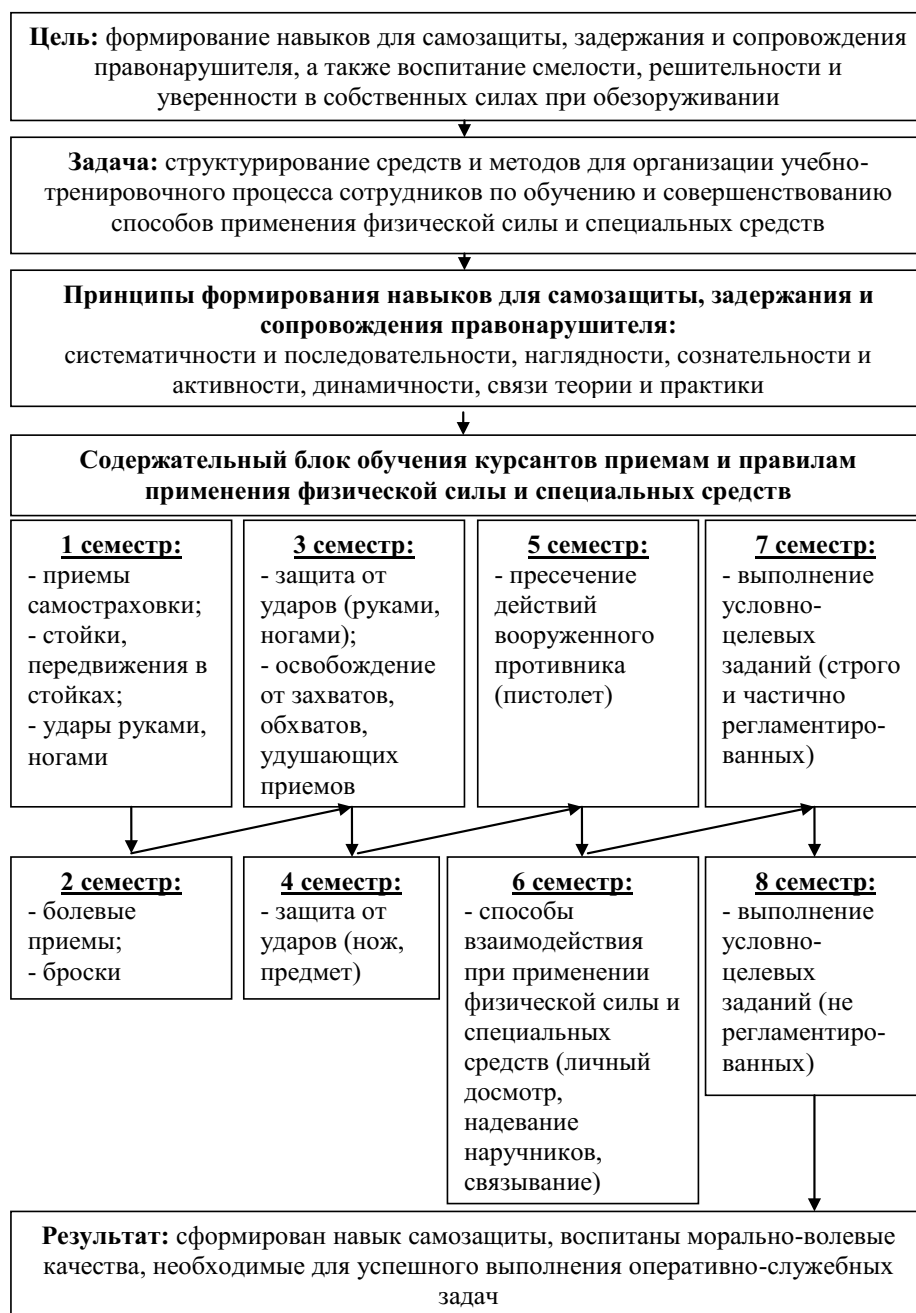 Цель: формирование навыков для самозащиты, задержания и сопровождения
правонарушителя, а также воспитание смелости, решительности и
уверенности в собственных силах при обезоруживании
Задача: структурирование средств и методов для организации учебно-
тренировочного процесса сотрудников по обучению и совершенствованию
способов применения физической силы и специальных средств
Принципы формирования навыков для самозащиты, задержания и
сопровождения правонарушителя:
систематичности и последовательности, наглядности, сознательности и
активности, динамичности, связи теории и практики
Содержательный блок обучения курсантов приемам и правилам
применения физической силы и специальных средств
1 семестр:
- приемы
самостраховки;
- стойки,
передвижения в
стойках;
- удары руками,
ногами
3 семестр:
- защита от
ударов (руками,
ногами);
- освобождение
от захватов,
обхватов,
удушающих
приемов
5 семестр:
- пресечение
действий
вооруженного
противника
(пистолет)
7 семестр:
- выполнение
условно-
целевых
заданий (строго
и частично
регламентиро-
ванных)
2 семестр:
- болевые
приемы;
- броски
4 семестр:
- защита от
ударов (нож,
предмет)
6 семестр:
- способы
взаимодействия
при применении
физической силы и
специальных
средств (личный
досмотр,
надевание
наручников,
связывание)
8 семестр:
- выполнение
условно-
целевых
заданий (не
регламентиро-
ванных)
Результат: сформирован навык самозащиты, воспитаны морально-волевые
качества, необходимые для успешного выполнения оперативно-служебных
задач